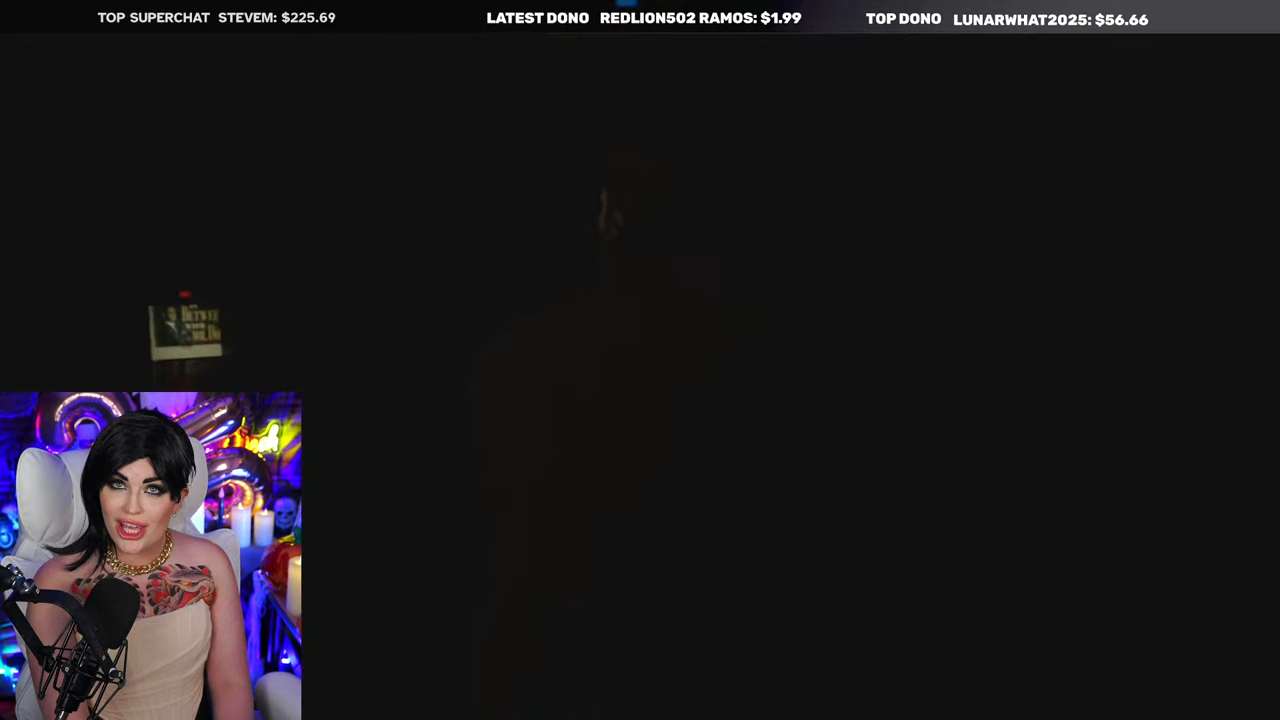 TOP SUPERCHAT STEVEM: $225.69 LATEST DONO REDLION502 RAMOS: $1.99 TOP DONO LUNARWHAT2025: $56.66